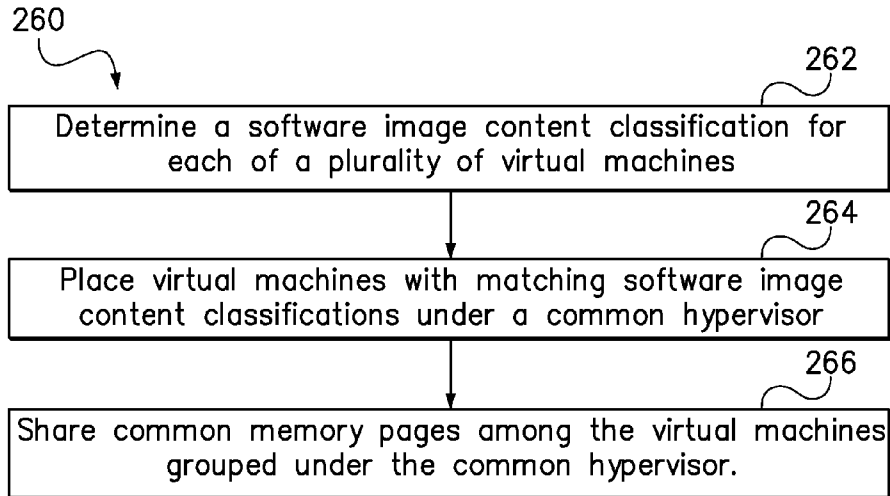 260
262
Determine a software image content classification for
each of a plurality of virtual machines
264
Place virtual machines with matching software image
content classifications under a common hypervisor
266
Share common memory pages among the virtual machines
grouped under the common hypervisor.